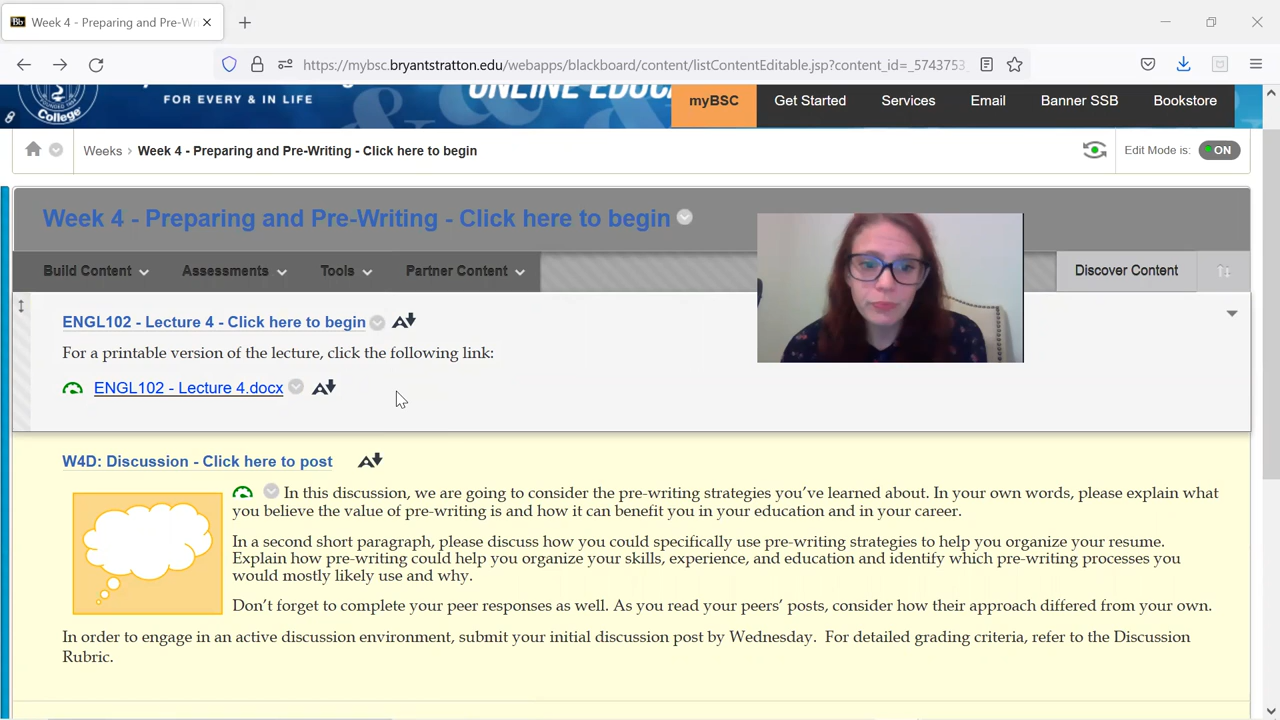 Bb Week 4 - Preparing and Pre-Wri
https://mybsc.bryantstratton.edu/webapps/blackboard/content/listContentEditable.jsp?content_id=_5743753_
College
FOR EVERY & IN LIFE
ONLINE EDUCA
myBSC
Get Started
Services
Email
Banner SSB
Bookstore
Weeks > Week 4 - Preparing and Pre-Writing - Click here to begin
Edit Mode is: ON
Week 4 - Preparing and Pre-Writing - Click here to begin
Build Content
Assessments
Tools
Partner Content
Discover Content
ENGL102 - Lecture 4 - Click here to begin
For a printable version of the lecture, click the following link:
ENGL102 - Lecture 4.docx
W4D: Discussion - Click here to post
In this discussion, we are going to consider the pre-writing strategies you've learned about. In your own words, please explain what
you believe the value of pre-writing is and how it can benefit you in your education and in your career.
In a second short paragraph, please discuss how you could specifically use pre-writing strategies to help you organize your resume.
Explain how pre-writing could help you organize your skills, experience, and education and identify which pre-writing processes you
would mostly likely use and why.
Don't forget to complete your peer responses as well. As you read your peers' posts, consider how their approach differed from your own.
In order to engage in an active discussion environment, submit your initial discussion post by Wednesday. For detailed grading criteria, refer to the Discussion
Rubric.